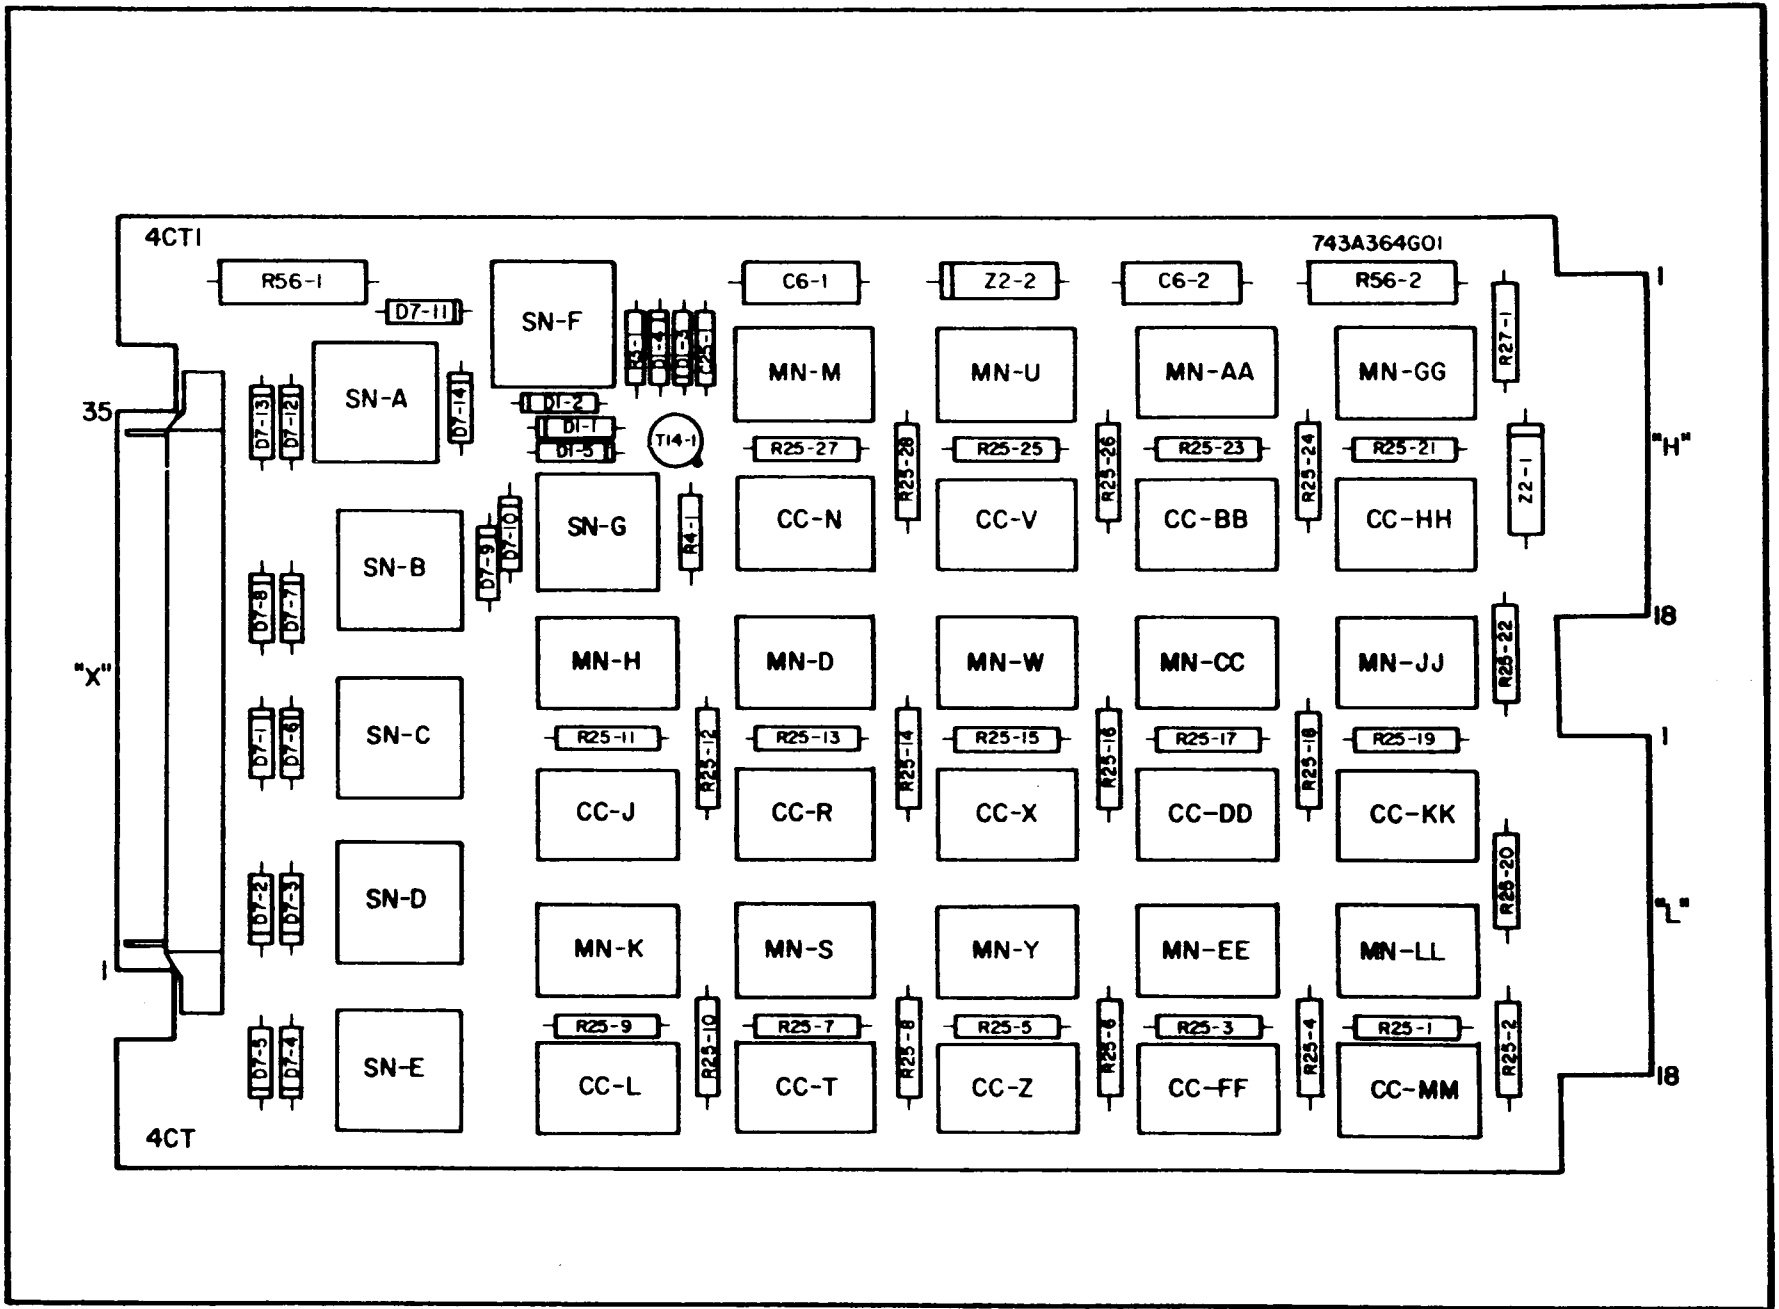 4CT1
743A364G01
R56-1
D7-11
SN-F
C6-1
Z2-2
C6-2
R56-2
1
R27-1
R3-1
D1-4
D1-3
C25-1
MN-M
MN-U
MN-AA
MN-GG
SN-A
D7-14
D7-13
D7-12
35
D1-2
D1-1
D1-5
T14-1
R25-27
R25-28
R25-25
R25-26
R25-23
R25-24
R25-21
Z2-1
"H"
SN-B
D7-9
D7-10
SN-G
R4-1
CC-N
CC-V
CC-BB
CC-HH
D7-8
D7-7
18
"X"
MN-H
MN-D
MN-W
MN-CC
MN-JJ
R25-22
D7-1
D7-6
SN-C
R25-11
R25-12
R25-13
R25-14
R25-15
R25-16
R25-17
R25-18
R25-19
1
CC-J
CC-R
CC-X
CC-DD
CC-KK
D7-2
D7-3
SN-D
R25-20
"L"
MN-K
MN-S
MN-Y
MN-EE
MN-LL
1
D7-5
D7-4
SN-E
R25-9
R25-10
R25-7
R25-8
R25-5
R25-6
R25-3
R25-4
R25-1
R25-2
18
CC-L
CC-T
CC-Z
CC-FF
CC-MM
4CT